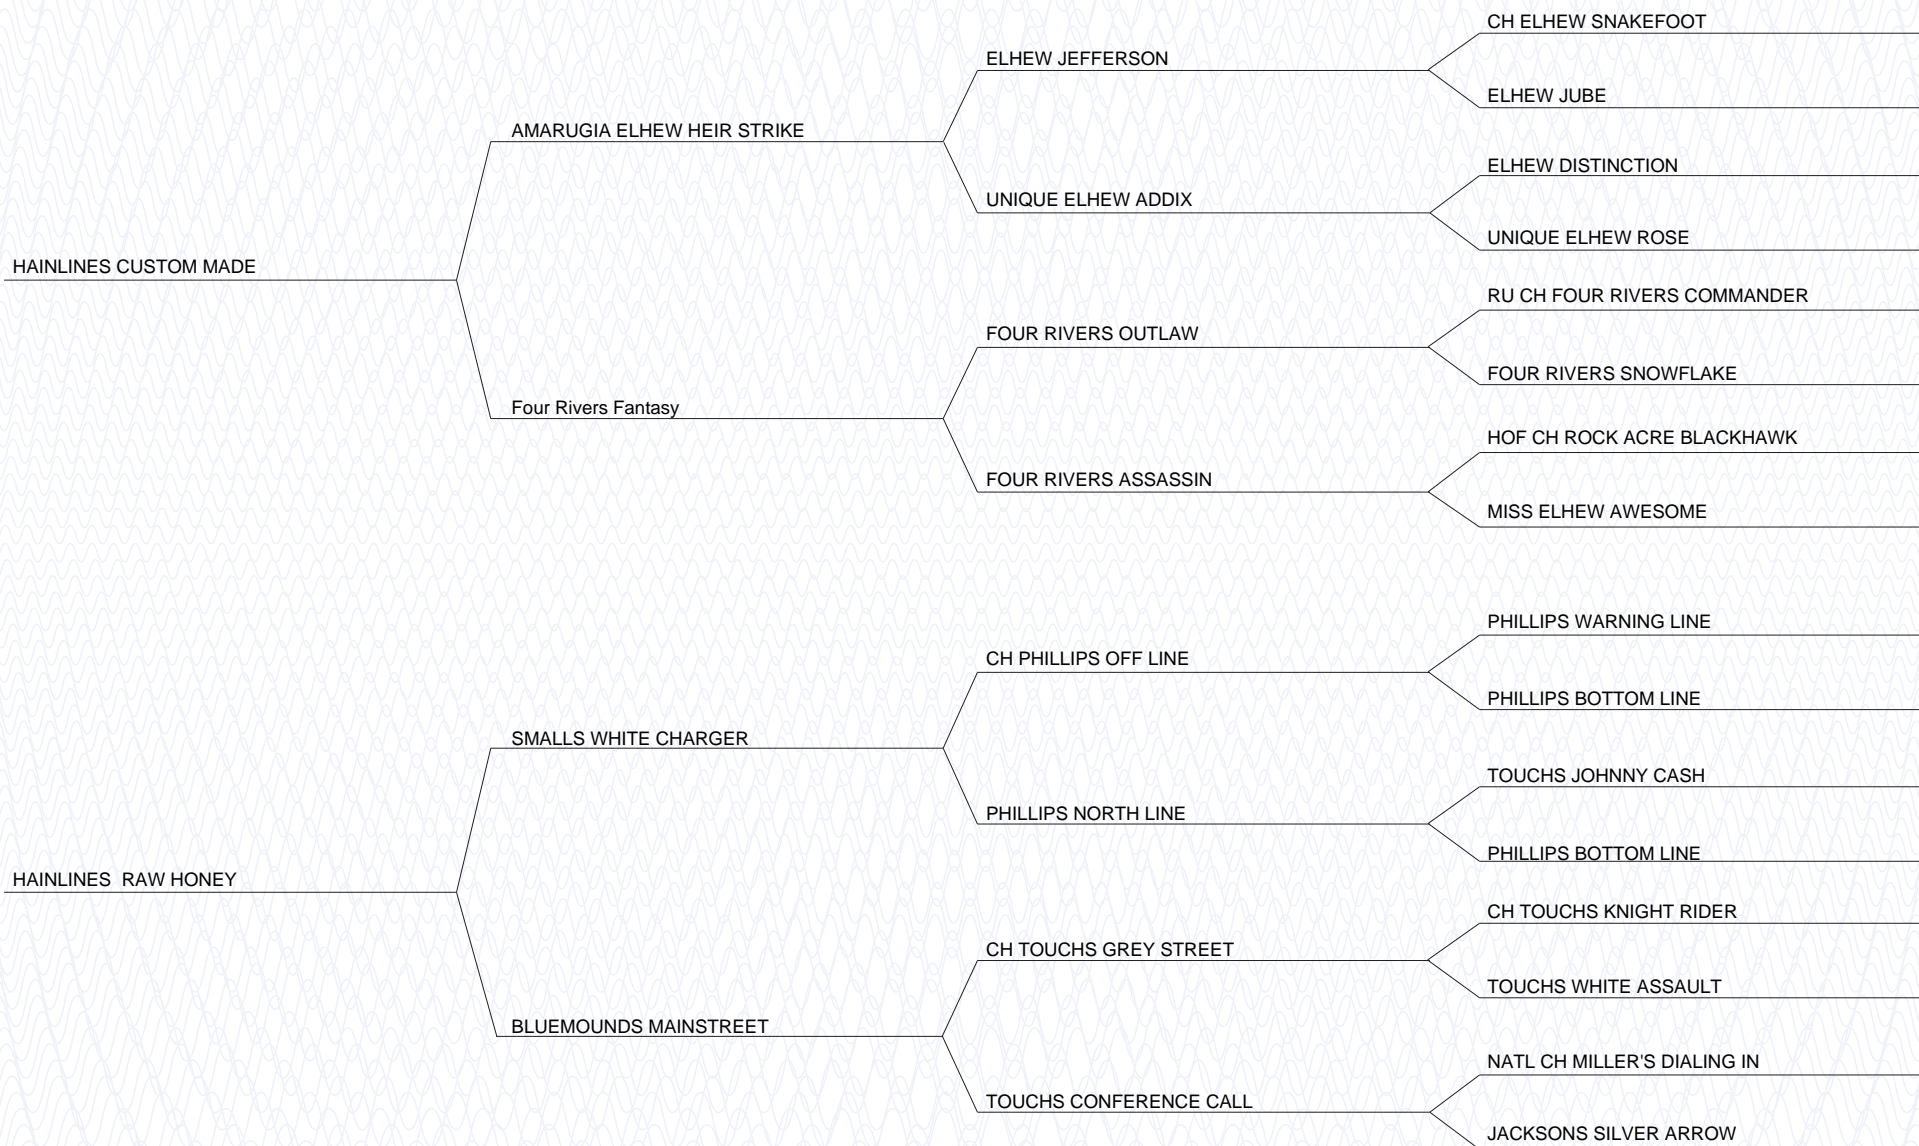 CH ELHEW SNAKEFOOT
ELHEW JEFFERSON
ELHEW JUBE
AMARUGIA ELHEW HEIR STRIKE
ELHEW DISTINCTION
UNIQUE ELHEW ADDIX
UNIQUE ELHEW ROSE
HAINLINES CUSTOM MADE
RU CH FOUR RIVERS COMMANDER
FOUR RIVERS OUTLAW
FOUR RIVERS SNOWFLAKE
Four Rivers Fantasy
HOF CH ROCK ACRE BLACKHAWK
FOUR RIVERS ASSASSIN
MISS ELHEW AWESOME
PHILLIPS WARNING LINE
CH PHILLIPS OFF LINE
PHILLIPS BOTTOM LINE
SMALLS WHITE CHARGER
TOUCHS JOHNNY CASH
PHILLIPS NORTH LINE
PHILLIPS BOTTOM LINE
HAINLINES  RAW HONEY
CH TOUCHS KNIGHT RIDER
CH TOUCHS GREY STREET
TOUCHS WHITE ASSAULT
BLUEMOUNDS MAINSTREET
NATL CH MILLER'S DIALING IN
TOUCHS CONFERENCE CALL
JACKSONS SILVER ARROW